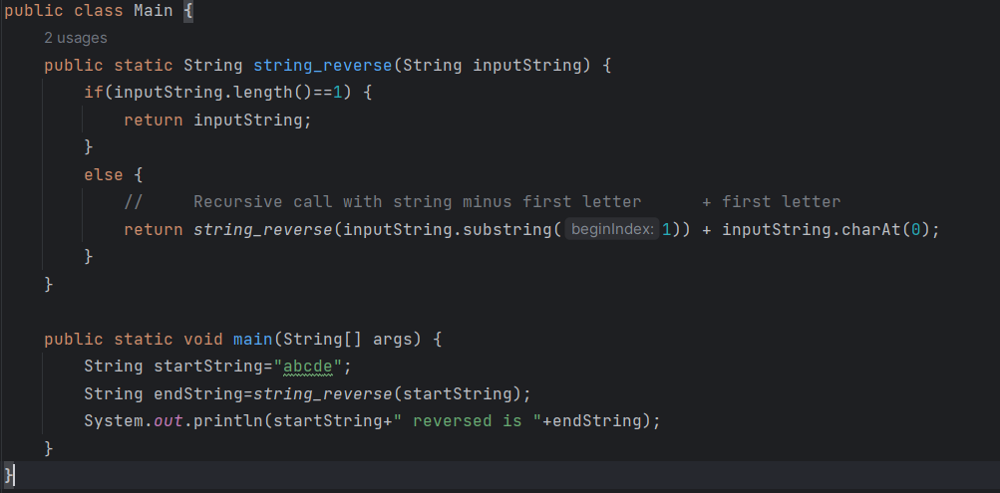 public class Main {
2 usages
public static String string_reverse(String inputString) {
if(inputString.length()==1) {
return inputString;
}
else {
//     Recursive call with string minus first letter      + first letter
return string_reverse(inputString.substring( beginIndex: 1)) + inputString.charAt(0);
}
}
public static void main(String[] args) {
String startString="abcde";
String endString=string_reverse(startString);
System.out.println(startString+" reversed is "+endString);
}
}